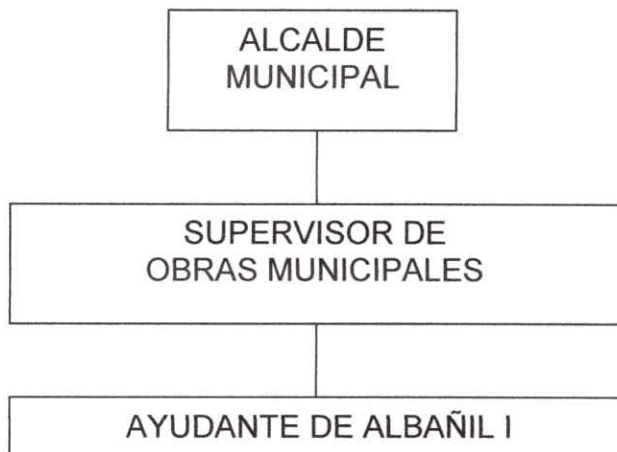 ALCALDE
MUNICIPAL
SUPERVISOR DE
OBRAS MUNICIPALES
AYUDANTE DE ALBAÑIL I